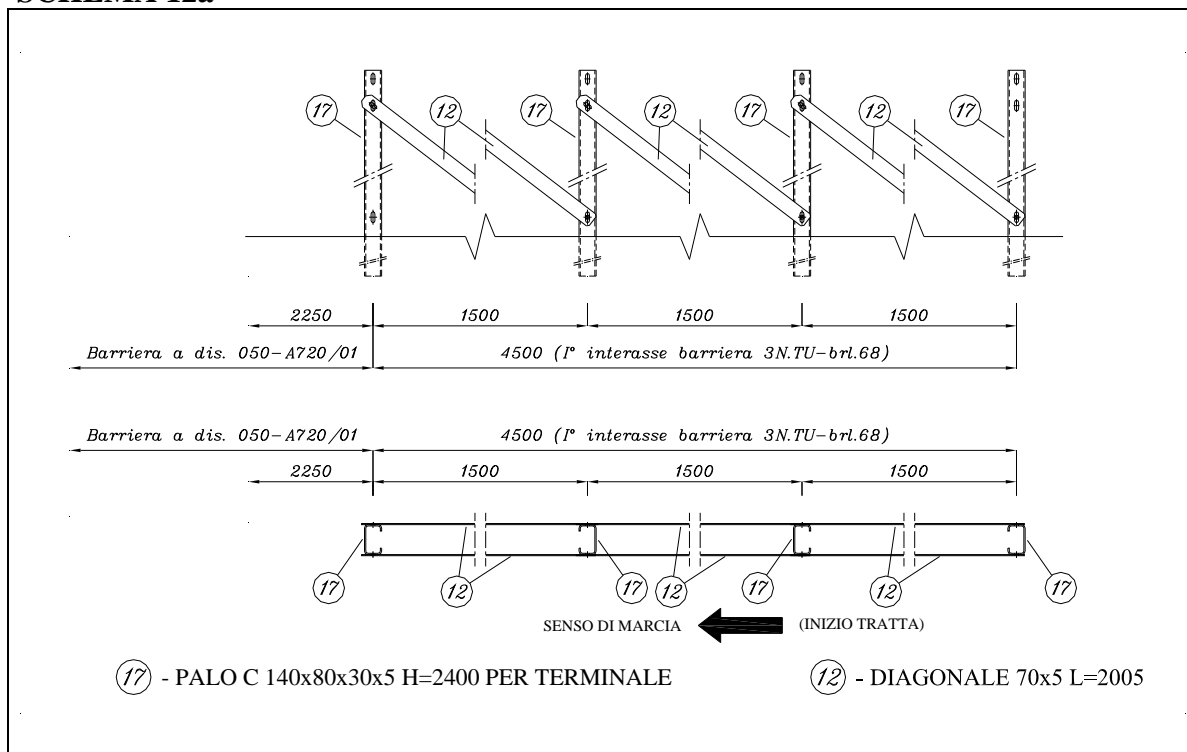 SCHEMA 12a
17 12 17 12 17 12 17
2250 1500 1500 1500
Barriera a dis. 050-A720/01 4500 (I° interasse barriera 3N.TU-brl.68)
Barriera a dis. 050-A720/01 4500 (I° interasse barriera 3N.TU-brl.68)
2250 1500 1500 1500
17 12 17 12 17 12 17
SENSO DI MARCIA (INIZIO TRATTA)
17 - PALO C 140x80x30x5 H=2400 PER TERMINALE 12 - DIAGONALE 70x5 L=2005